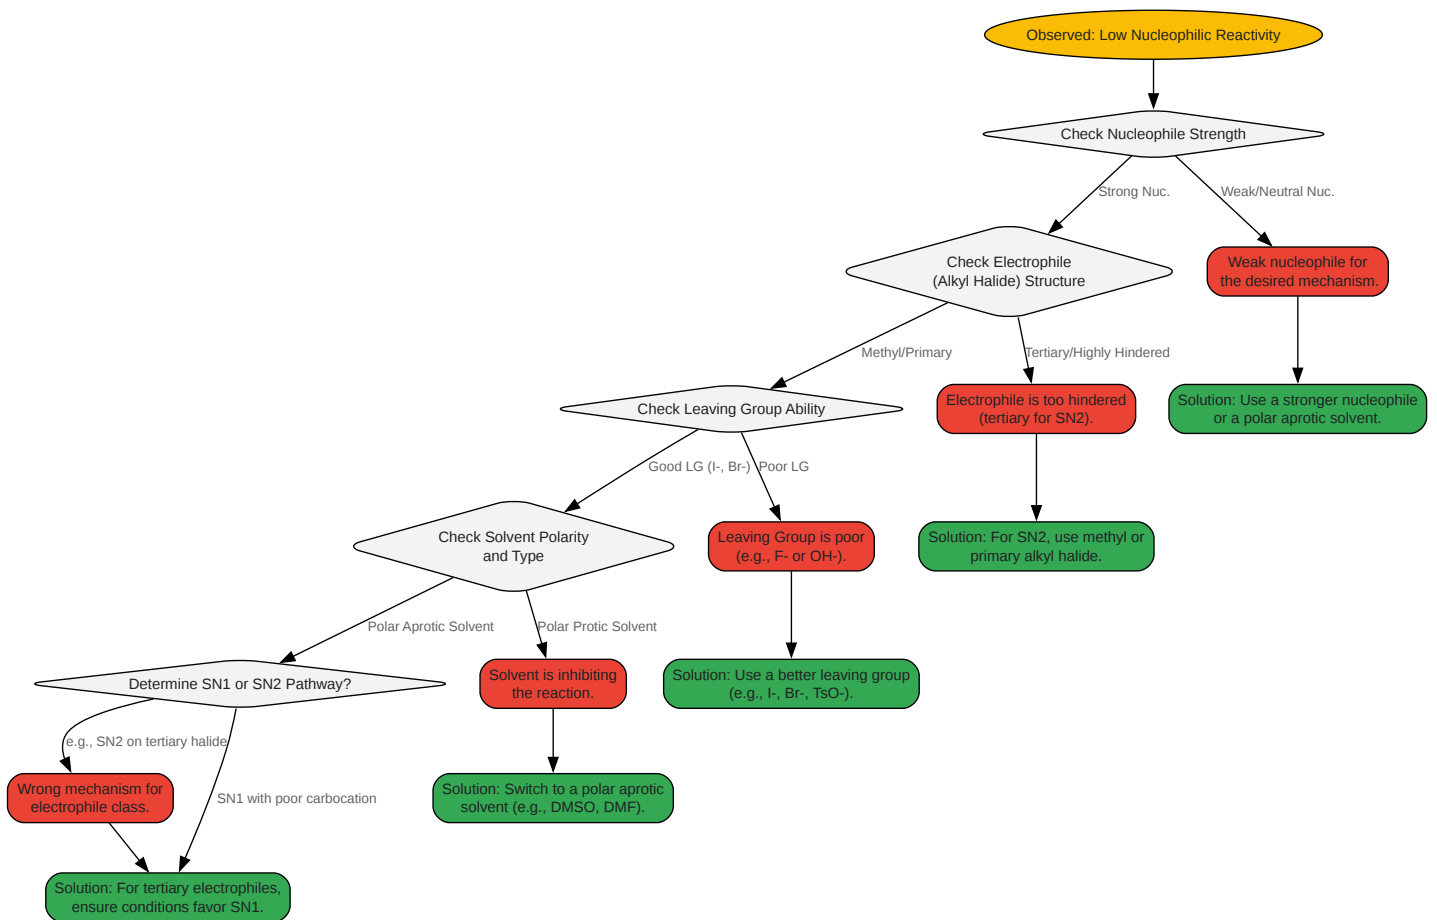 Observed: Low Nucleophilic Reactivity
Check Nucleophile Strength
Strong Nuc.
Weak/Neutral Nuc.
Check Electrophile
(Alkyl Halide) Structure
Weak nucleophile for
the desired mechanism.
Methyl/Primary
Tertiary/Highly Hindered
Check Leaving Group Ability
Electrophile is too hindered
(tertiary for SN2).
Solution: Use a stronger nucleophile
or a polar aprotic solvent.
Good LG (I-, Br-)
Poor LG
Check Solvent Polarity
and Type
Leaving Group is poor
(e.g., F- or OH-).
Solution: For SN2, use methyl or
primary alkyl halide.
Polar Aprotic Solvent
Polar Protic Solvent
Determine SN1 or SN2 Pathway?
Solvent is inhibiting
the reaction.
Solution: Use a better leaving group
(e.g., I-, Br-, TsO-).
e.g., SN2 on tertiary halide
SN1 with poor carbocation
Wrong mechanism for
electrophile class.
Solution: Switch to a polar aprotic
solvent (e.g., DMSO, DMF).
Solution: For tertiary electrophiles,
ensure conditions favor SN1.